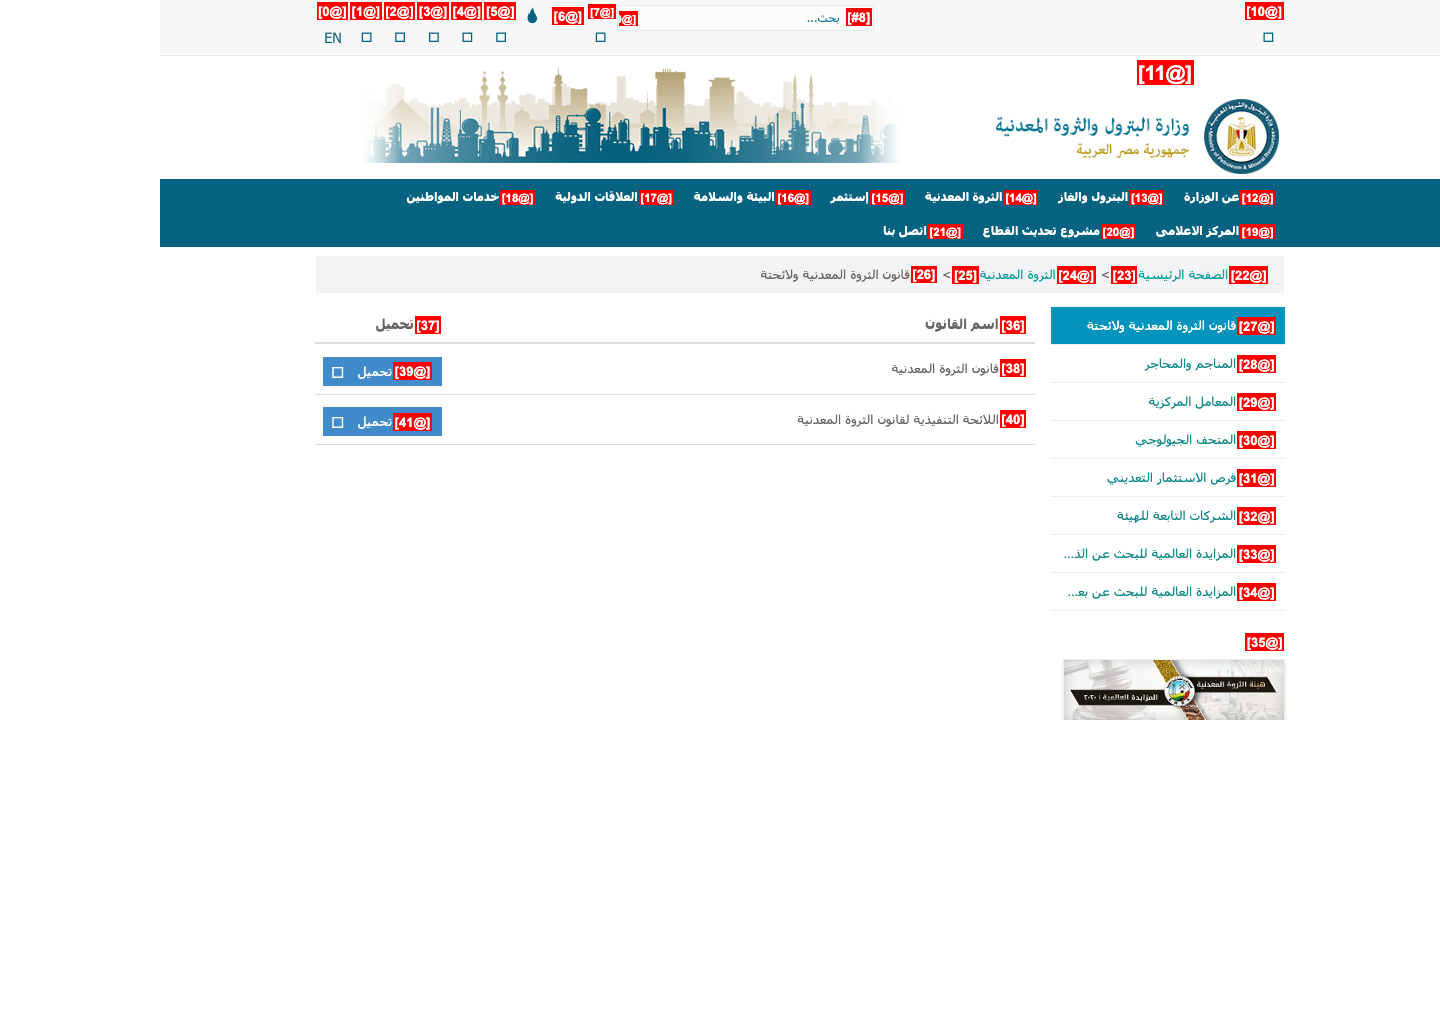 [@0] [@1] [@2] [@3] [@4] [@5] [@6] [@7] [#8] بحث... [@10]
EN
[@11]
وزارة البترول والثروة المعدنية
جمهورية مصر العربية
[@12] عن الوزارة [@13] البترول والغاز [@14] الثروة المعدنية [@15] إستثمر [@16] البيئة والسلامة [@17] العلاقات الدولية [@18] خدمات المواطنين
[@19] المركز الاعلامى [@20] مشروع تحديث القطاع [@21] اتصل بنا
[@22] الصفحة الرئيسية [23] > [@24] الثروة المعدنية [25] > [26] قانون الثروة المعدنية ولائحتة
[@27] قانون الثروة المعدنية ولائحتة
[@28] المناجم والمحاجر
[@29] المعامل المركزية
[@30] المتحف الجيولوجي
[@31] فرص الاستثمار التعديني
[@32] الشركات التابعة للهيئة
[@33] المزايدة العالمية للبحث عن الذ...
[@34] المزايدة العالمية للبحث عن بعـ...
[@35]
هيئة الثروة المعدنية
المزايدة العالمية | ٢٠٢٠
[36] اسم القانون [37] تحميل
[38] قانون الثروة المعدنية [@39] تحميل
[40] اللائحة التنفيذية لقانون الثروة المعدنية [@41] تحميل